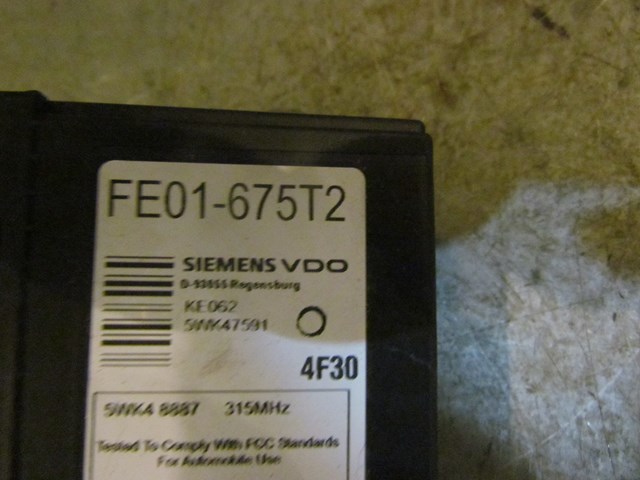 FE01-675T2
SIEMENS VDO
D-93055 Regensburg
KE062
5WK47591
4F30
5WK4 8887 315MHz
Tested To Comply With FCC Standards
For Automobile Use